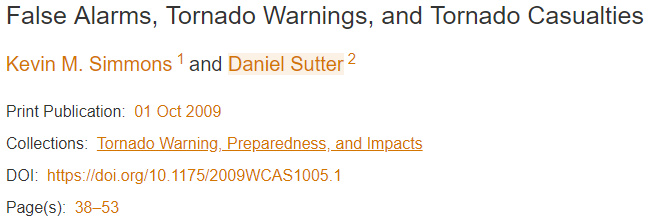 False Alarms, Tornado Warnings, and Tornado Casualties
Kevin M. Simmons 1 and Daniel Sutter 2
Print Publication: 01 Oct 2009
Collections: Tornado Warning, Preparedness, and Impacts
DOI: https://doi.org/10.1175/2009WCAS1005.1
Page(s): 38–53